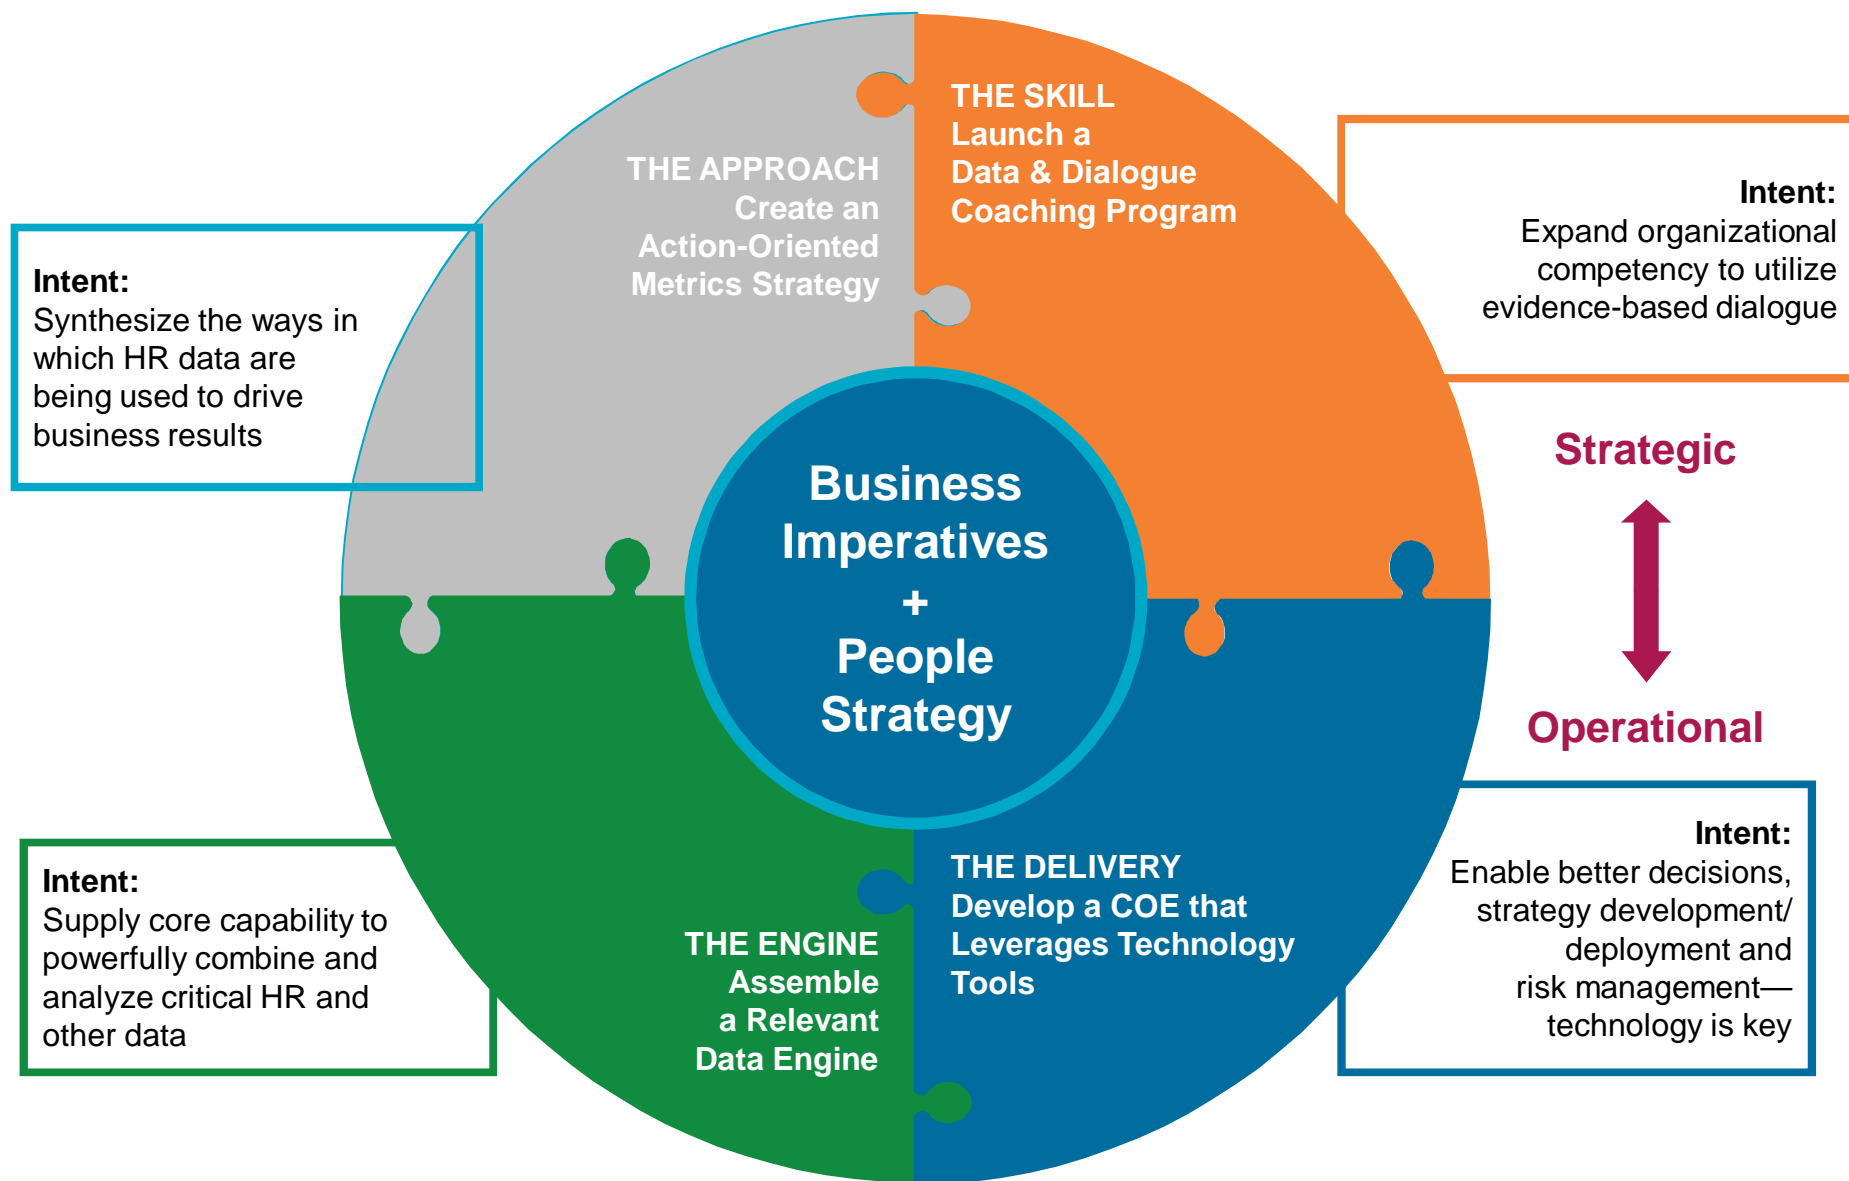 THE APPROACH
Create an
Action-Oriented
Metrics Strategy
THE SKILL
Launch a
Data & Dialogue
Coaching Program
Intent:
Synthesize the ways in
which HR data are
being used to drive
business results
Intent:
Expand organizational
competency to utilize
evidence-based dialogue
Business
Imperatives
+
People
Strategy
Strategic
Operational
Intent:
Supply core capability to
powerfully combine and
analyze critical HR and
other data
THE ENGINE
Assemble
a Relevant
Data Engine
THE DELIVERY
Develop a COE that
Leverages Technology
Tools
Intent:
Enable better decisions,
strategy development/
deployment and
risk management—
technology is key